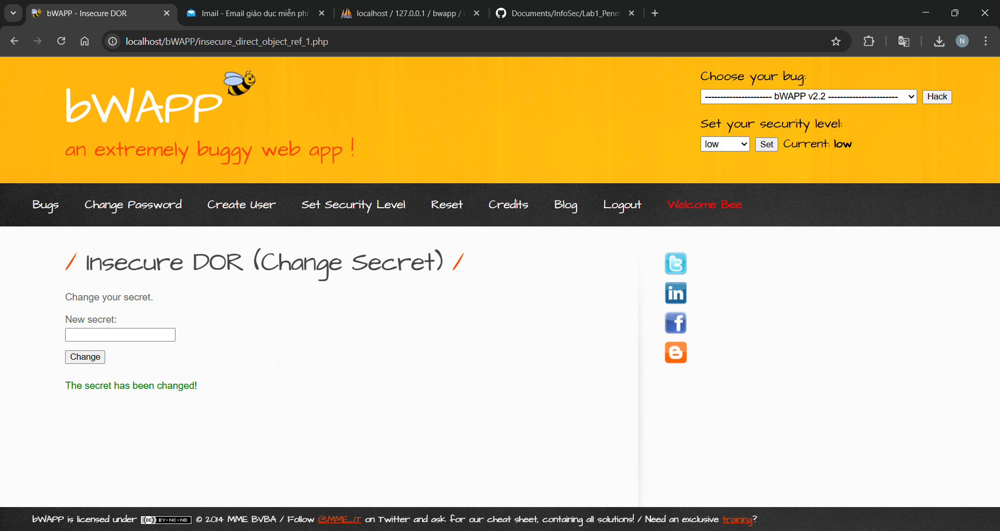 bWAPP - Insecure DOR
Imail - Email giáo dục miễn phí
localhost / 127.0.0.1 / bwapp /
Documents/InfoSec/Lab1_Pene
localhost/bWAPP/insecure_direct_object_ref_1.php
N
bWAPP
an extremely buggy web app !
Choose your bug:
---------------------- bWAPP v2.2 -----------------------
Hack
Set your security level:
low
Set
Current: low
Bugs
Change Password
Create User
Set Security Level
Reset
Credits
Blog
Logout
Welcome Bee
/ Insecure DOR (Change Secret) /
Change your secret.
New secret:
Change
The secret has been changed!
bWAPP is licensed under (cc) BY-NC-ND © 2014 MME BVBA / Follow @MME_IT on Twitter and ask for our cheat sheet, containing all solutions! / Need an exclusive training?